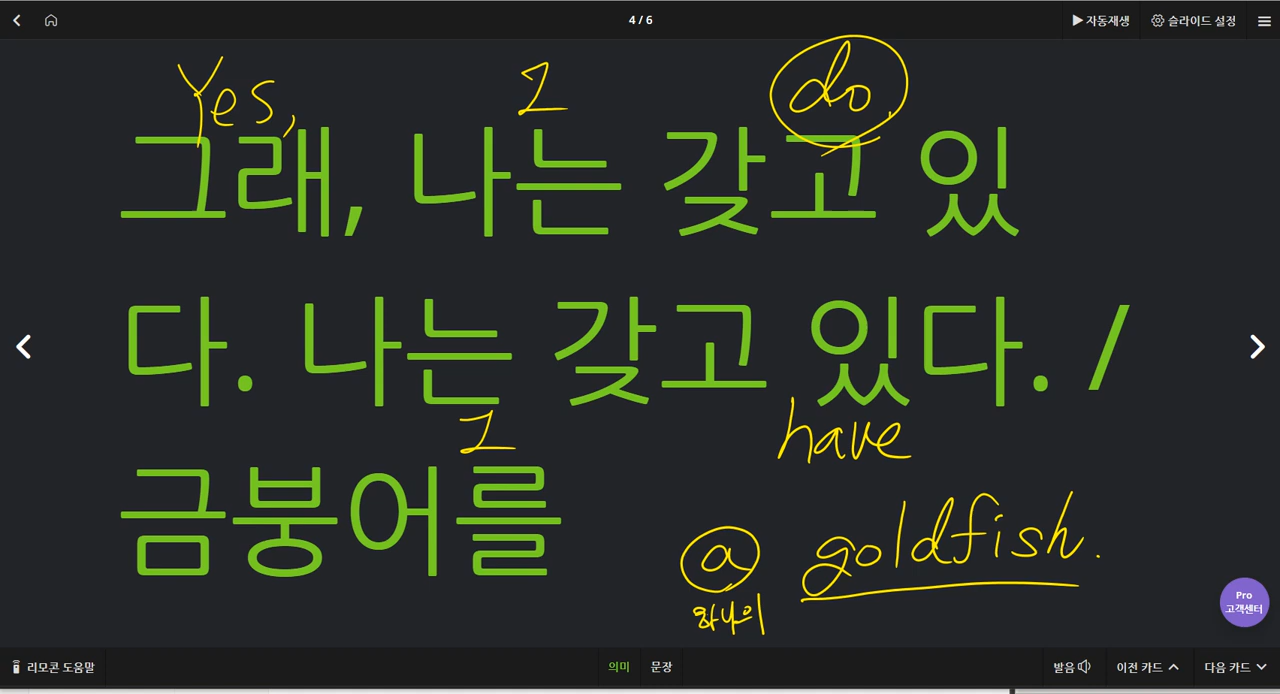 4 / 6
자동재생
슬라이드 설정
Yes, I do
그래, 나는 갖고 있
다. 나는 갖고 있다. /
I have
금붕어를
a goldfish.
하나의
Pro
고객센터
리모콘 도움말
의미
문장
발음
이전 카드
다음 카드